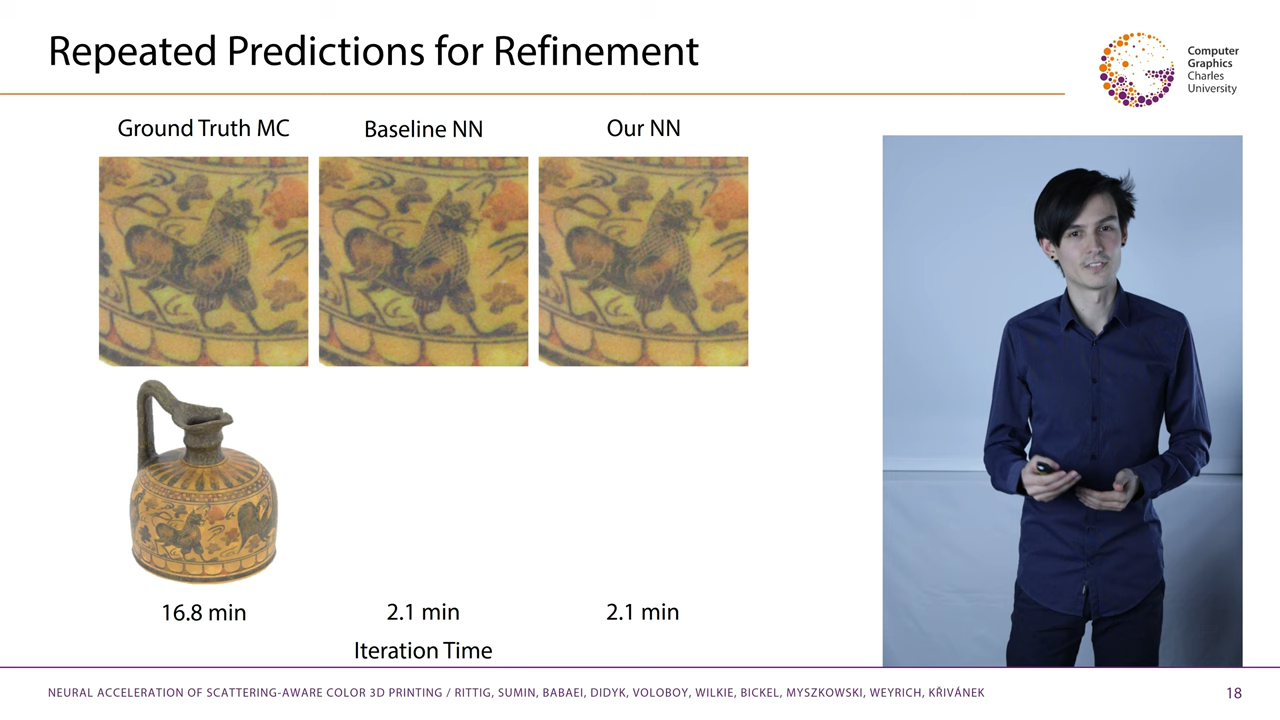 Repeated Predictions for Refinement
Computer
Graphics
Charles
University
Ground Truth MC
Baseline NN
Our NN
16.8 min
2.1 min
2.1 min
Iteration Time
NEURAL ACCELERATION OF SCATTERING-AWARE COLOR 3D PRINTING / RITTIG, SUMIN, BABAEI, DIDYK, VOLOBOY, WILKIE, BICKEL, MYSZKOWSKI, WEYRICH, KŘIVÁNEK
18